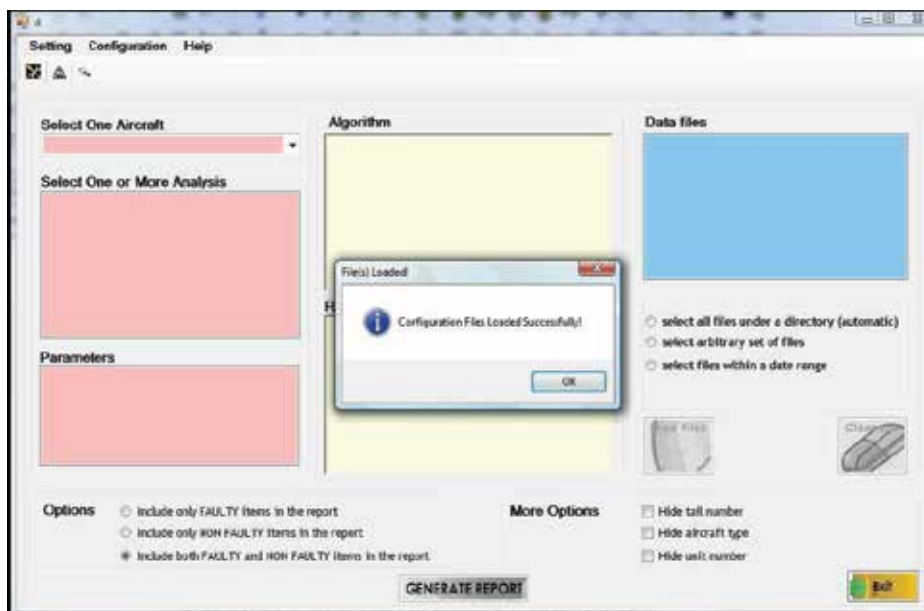 Setting Configuration Help
Select One Aircraft
Algorithm
Data files
Select One or More Analysis
File(s) Loaded
Configuration Files Loaded Successfully!
OK
select all files under a directory (automatic)
select arbitrary set of files
select files within a date range
Parameters
Options
Include only FAULTY items in the report
Include only NON FAULTY items in the report
Include both FAULTY and NON FAULTY items in the report
More Options
Hide tail number
Hide aircraft type
Hide unit number
GENERATE REPORT
Exit